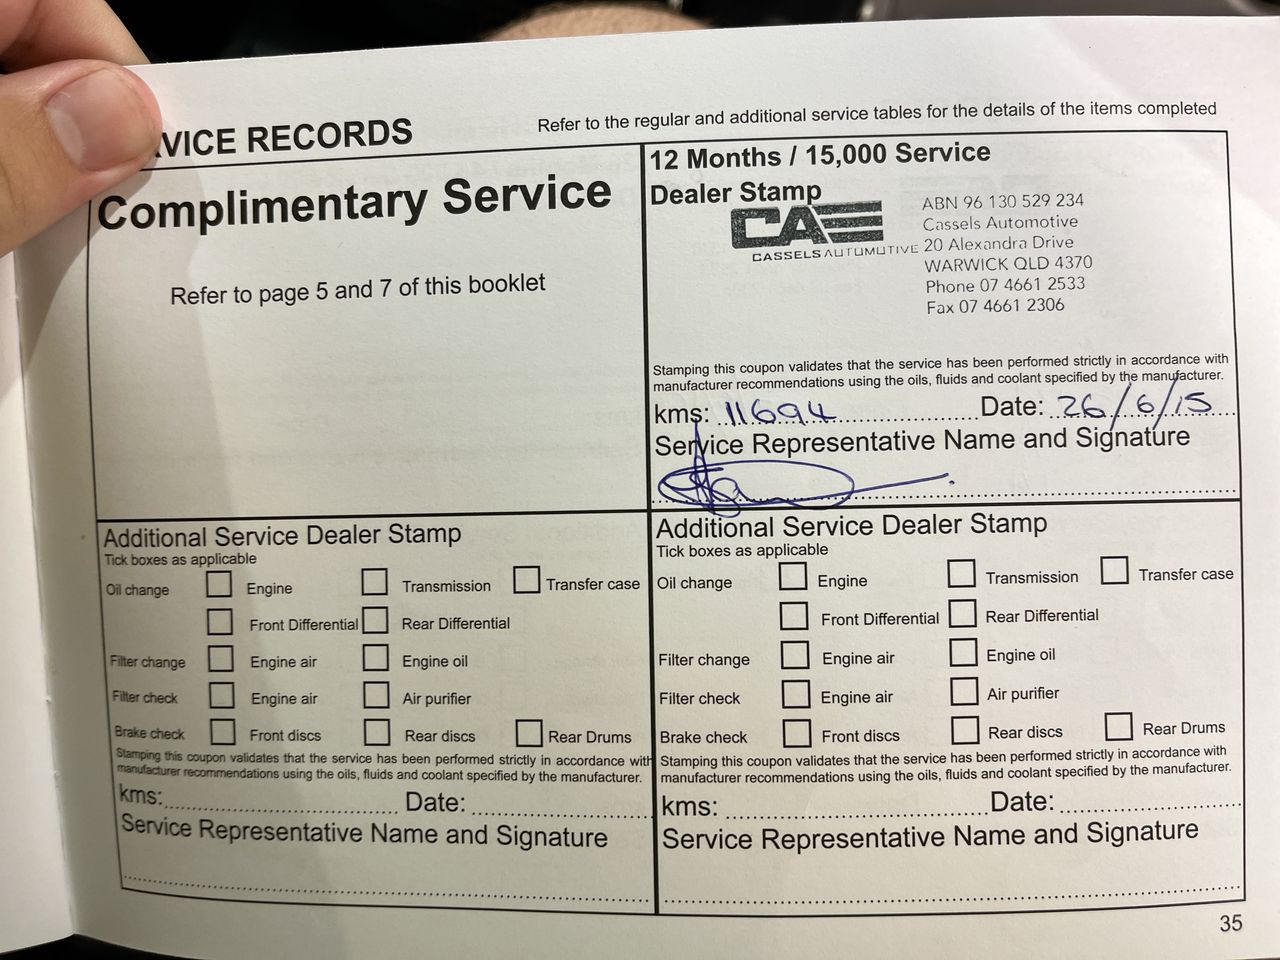 VICE RECORDS
Refer to the regular and additional service tables for the details of the items completed
Complimentary Service
Refer to page 5 and 7 of this booklet
12 Months / 15,000 Service
Dealer Stamp
CAE
CASSELS AUTOMOTIVE
ABN 96 130 529 234
Cassels Automotive
20 Alexandra Drive
WARWICK QLD 4370
Phone 07 4661 2533
Fax 07 4661 2306
Stamping this coupon validates that the service has been performed strictly in accordance with
manufacturer recommendations using the oils, fluids and coolant specified by the manufacturer.
kms: 11694 Date: 26/6/15
Service Representative Name and Signature
Additional Service Dealer Stamp
Tick boxes as applicable
Oil change Engine Transmission Transfer case
Front Differential Rear Differential
Filter change Engine air Engine oil
Filter check Engine air Air purifier
Brake check Front discs Rear discs Rear Drums
Stamping this coupon validates that the service has been performed strictly in accordance with
manufacturer recommendations using the oils, fluids and coolant specified by the manufacturer.
kms: Date:
Service Representative Name and Signature
Additional Service Dealer Stamp
Tick boxes as applicable
Oil change Engine Transmission Transfer case
Front Differential Rear Differential
Filter change Engine air Engine oil
Filter check Engine air Air purifier
Brake check Front discs Rear discs Rear Drums
Stamping this coupon validates that the service has been performed strictly in accordance with
manufacturer recommendations using the oils, fluids and coolant specified by the manufacturer.
kms: Date:
Service Representative Name and Signature
35